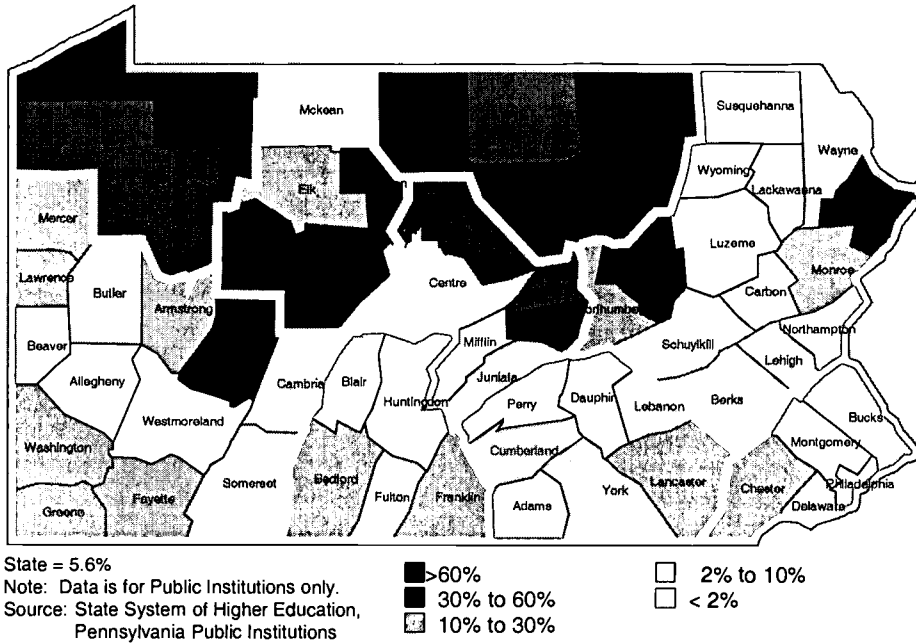 Mckean
Susquehanna
Wayne
Wyoming
Elk
Lackawanna
Mercer
Luzerne
Lawrence
Monroe
Centre
Butler
Armstrong
Carbon
Northampton
Beaver
Mifflin
Schuylkill
Lehigh
Allegheny
Cambria
Blair
Juniata
Huntingdon
Perry
Dauphin
Lebanon
Berks
Bucks
Westmoreland
Washington
Cumberland
Montgomery
Somerset
Bedford
Lancaster
Chester
Philadelphia
Fayette
Fulton
Franklin
York
Adams
Delaware
Greene
State = 5.6%
Note: Data is for Public Institutions only.
Source: State System of Higher Education,
Pennsylvania Public Institutions
>60%
30% to 60%
10% to 30%
2% to 10%
< 2%